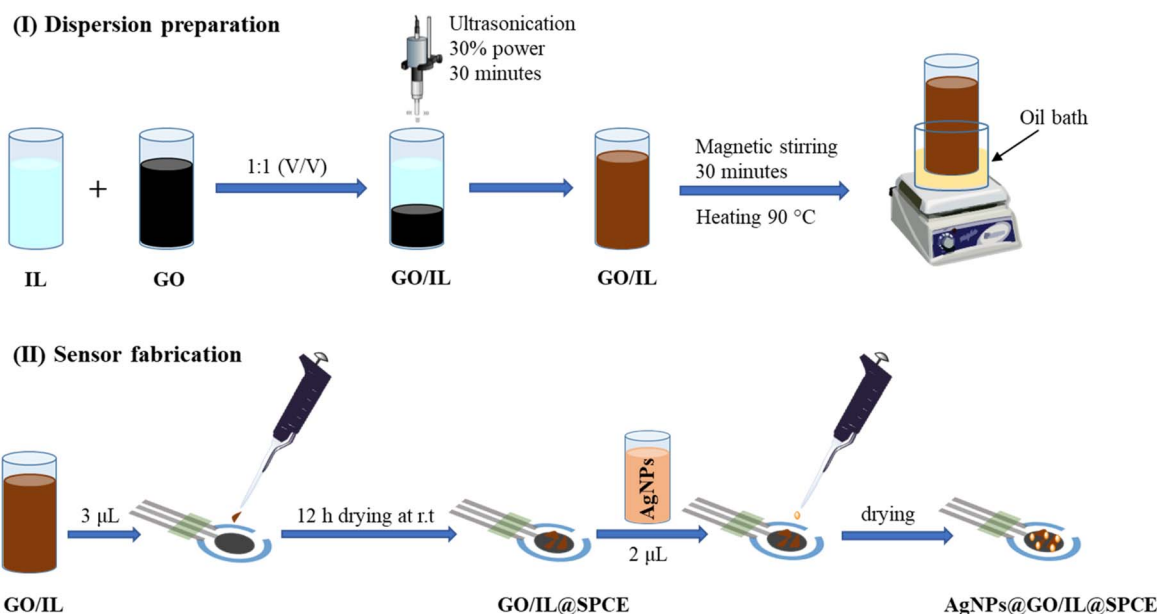 (I) Dispersion preparation
Ultrasonication
30% power
30 minutes
1:1 (V/V)
Magnetic stirring
30 minutes
Heating 90 °C
Oil bath
+
IL
GO
GO/IL
GO/IL
(II) Sensor fabrication
3 μL
12 h drying at r.t
AgNPs
2 μL
drying
GO/IL
GO/IL@SPCE
AgNPs@GO/IL@SPCE